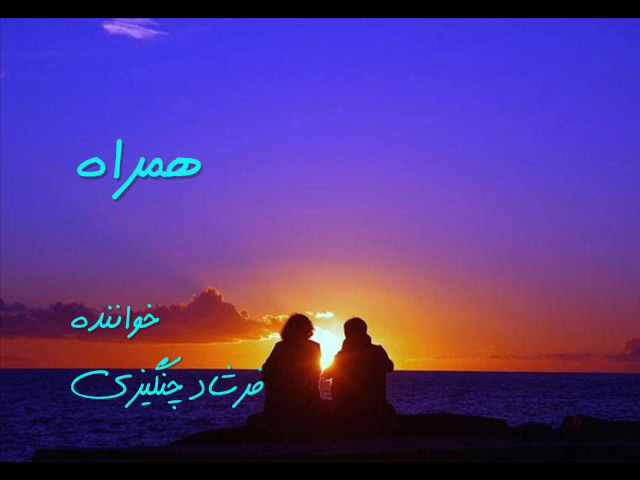 همراه
خواننده
فرشاد چنگیزی